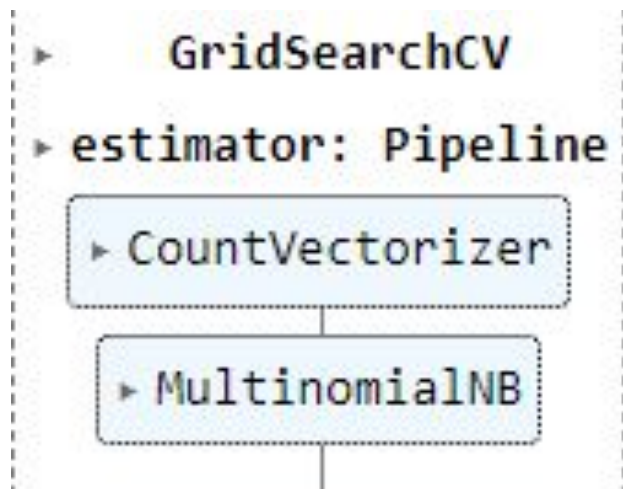 GridSearchCV
estimator: Pipeline
CountVectorizer
MultinomialNB